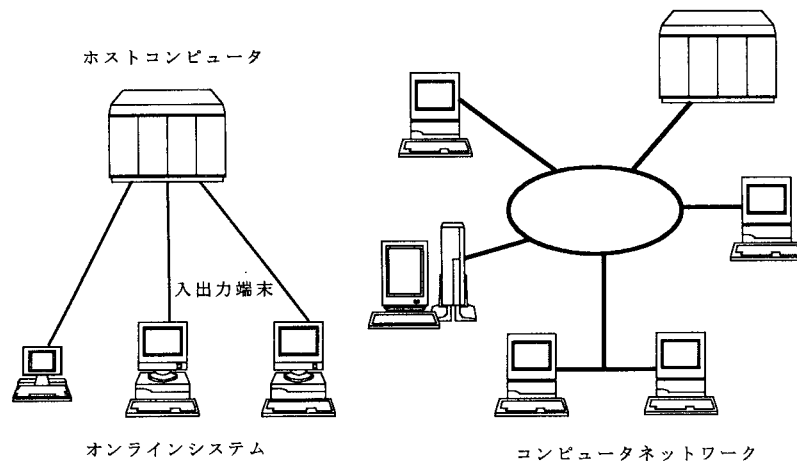 ホストコンピュータ
入出力端末
オンラインシステム
コンピュータネットワーク